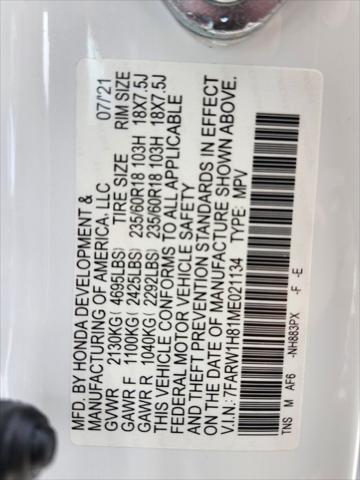 MFD. BY HONDA DEVELOPMENT &
MANUFACTURING OF AMERICA, LLC 07/'21
GVWR 2130KG( 4695LBS) TIRE SIZE RIM SIZE
GAWR F 1100KG( 2425LBS) 235/60R18 103H 18X7.5J
GAWR R 1040KG( 2292LBS) 235/60R18 103H 18X7.5J
THIS VEHICLE CONFORMS TO ALL APPLICABLE
FEDERAL MOTOR VEHICLE SAFETY
AND THEFT PREVENTION STANDARDS IN EFFECT
ON THE DATE OF MANUFACTURE SHOWN ABOVE.
V.I.N.: 7FARW1H81ME021134 TYPE: MPV
TNS M AF6 -NH883PX -F -E